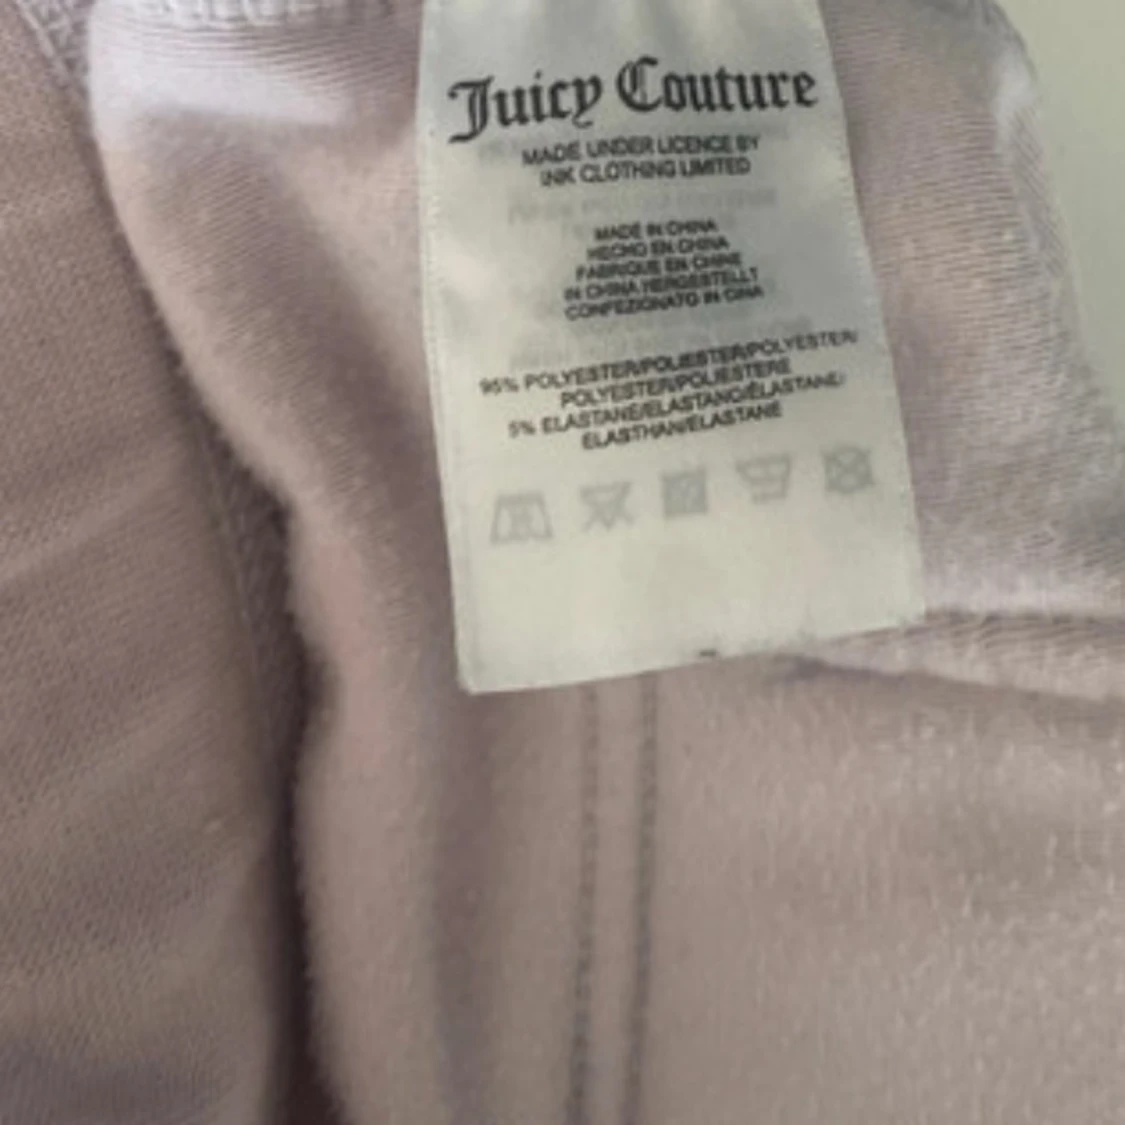 Juicy Couture
MADE UNDER LICENCE BY
INK CLOTHING LIMITED
MADE IN CHINA
HECHO EN CHINA
FABRIQUE EN CHINE
IN CHINA HERGESTELLT
CONFEZIONATO IN CINA
95% POLYESTER/POLIESTER/POLYESTER/
POLYESTER/POLIESTERE
5% ELASTANE/ELASTANO/ÉLASTANE/
ELASTHAN/ELASTANE